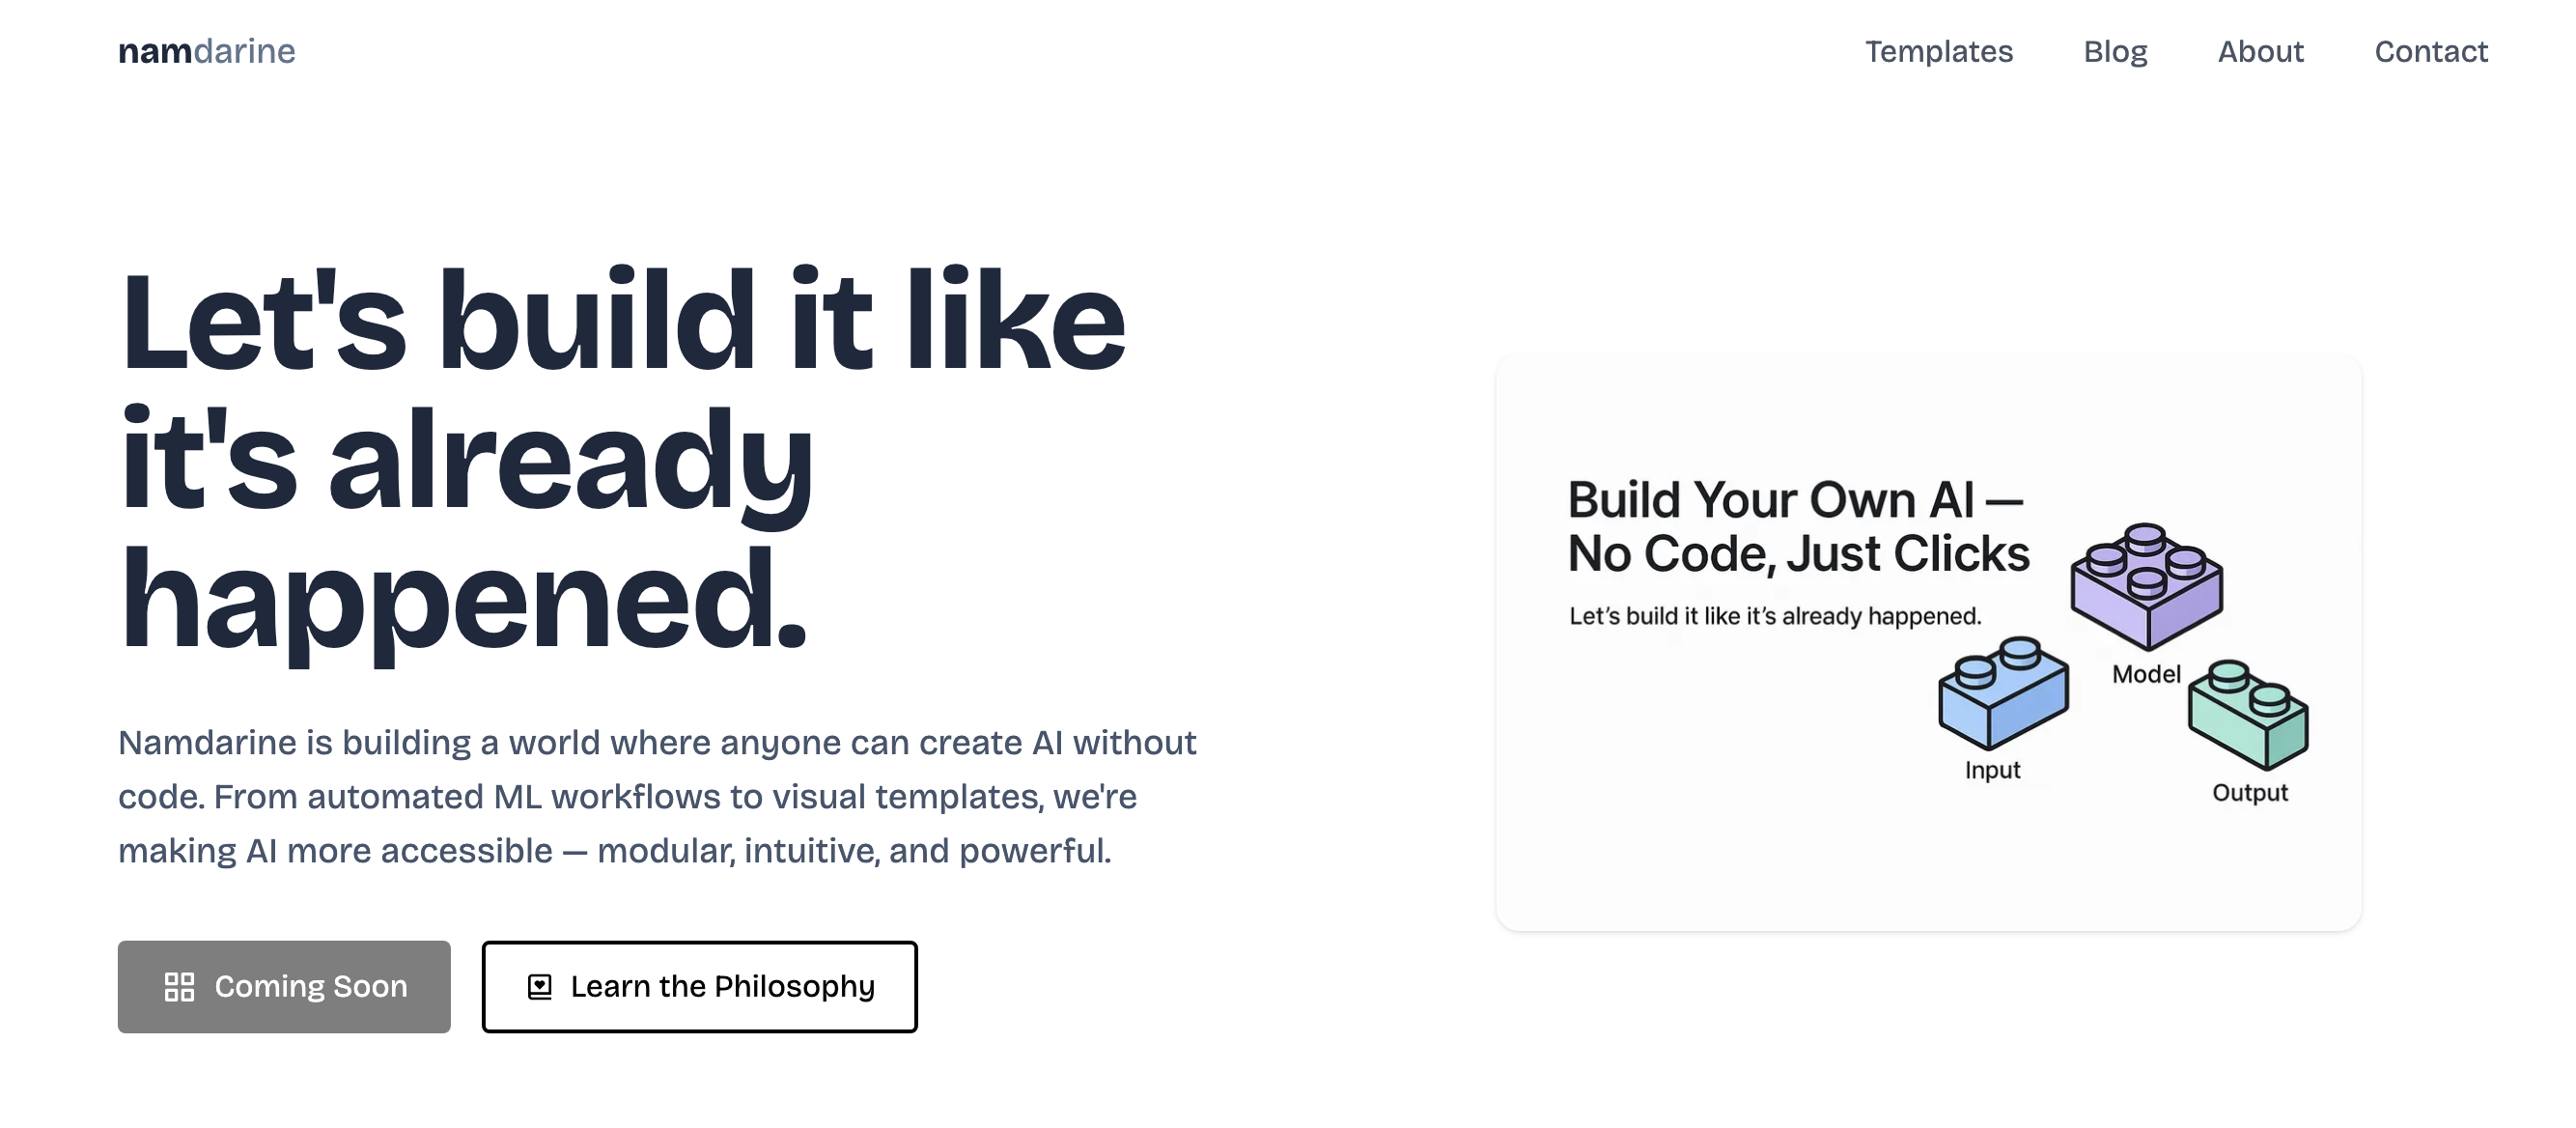 namdarine
Templates
Blog
About
Contact
Let's build it like
it's already
happened.
Namdarine is building a world where anyone can create AI without
code. From automated ML workflows to visual templates, we're
making AI more accessible — modular, intuitive, and powerful.
Coming Soon
Learn the Philosophy
Build Your Own AI —
No Code, Just Clicks
Let’s build it like it’s already happened.
Model
Input
Output